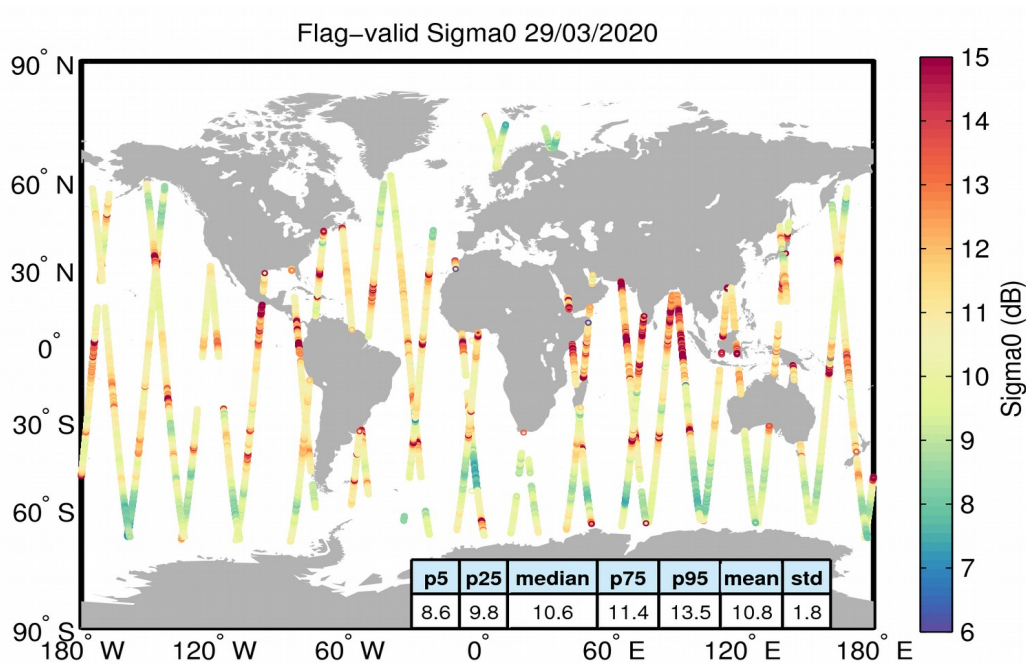 Flag-valid Sigma0 29/03/2020
90° N
60° N
30° N
0°
30° S
60° S
90° S
180° W
120° W
60° W
0°
60° E
120° E
180° E
p5 p25 median p75 p95 mean std
8.6 9.8 10.6 11.4 13.5 10.8 1.8
15
14
13
12
11
10
9
8
7
6
Sigma0 (dB)